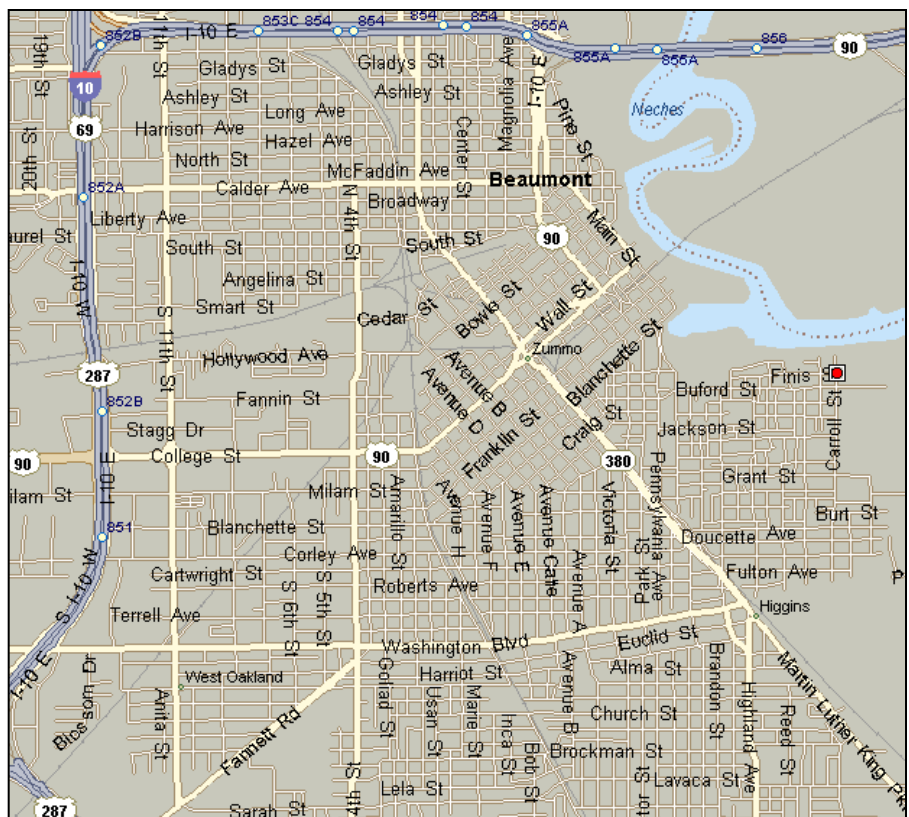 853C
854
854
854
854
855A
852B
I-10 E
855A
855A
856
90
19th St
11th St
Gladys St
Gladys St
Magnolia Ave
I-10 E
10
Ashley St
Ashley St
Pine St
Neches
69
Long Ave
Harrison Ave
Hazel Ave
Center St
20th St
North St
McFaddin Ave
852A
Calder Ave
Beaumont
N 4th St
Broadway
Liberty Ave
Main St
South St
South St
90
I-10 W
Angelina St
Smart St
Cedar St
Bowie St
Wall St
S 11th St
Hollywood Ave
Zummo
Blanchette St
287
Avenue B
Avenue D
Finis St
Buford St
Fannin St
852B
Stagg Dr
Franklin St
Craig St
Jackson St
Carroll St
90
College St
90
380
I-10 E
Milam St
Amarillo St
Pennsylvania Ave
Grant St
Avenue H
Avenue F
Avenue E
Avenue Catie
Victoria St
Burt St
Blanchette St
851
Doucette Ave
Corley Ave
S I-10 W
Cartwright St
S 6th St
S 5th St
Roberts Ave
Avenue A
Park St
Fulton Ave
Terrell Ave
Higgins
Washington Blvd
Euclid St
I-10 E
Blossom Dr
West Oakland
Anita St
Goliad St
Harriot St
Alma St
Brandon St
Usan St
Marie St
Inca St
Avenue B
Church St
Highland Ave
Reed St
Martin Luther King
Fannett Rd
Brockman St
Bob St
4th St
Lela St
Lavaca St
287
Sarah St